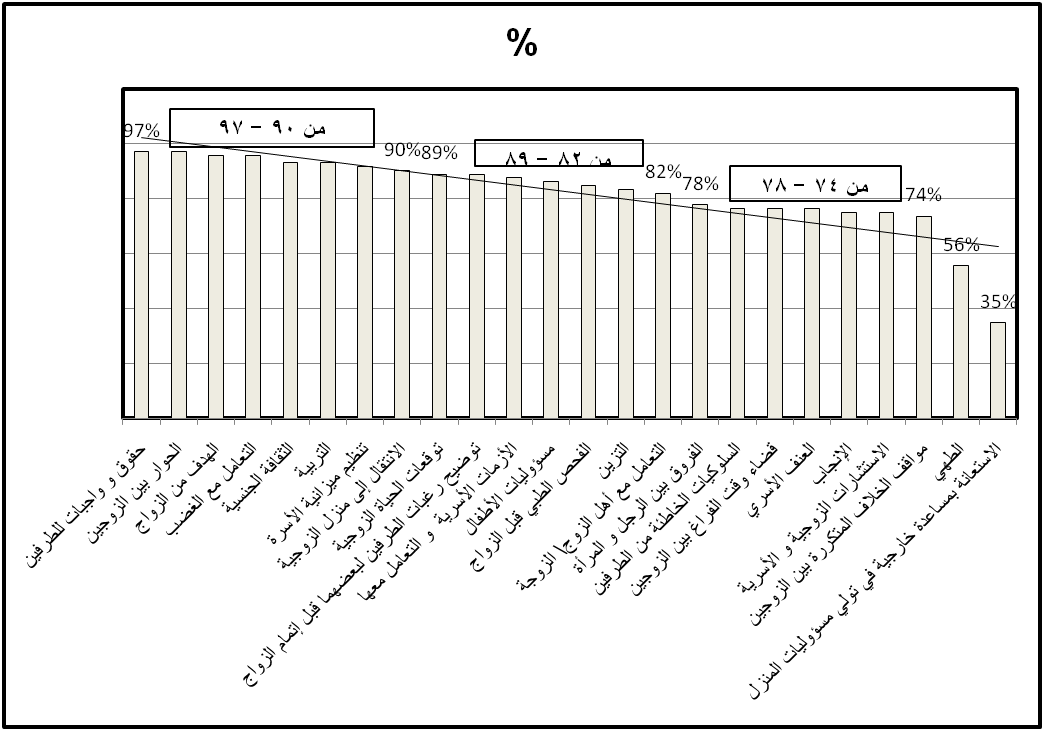 %
97%
من ٩٠ – ٩٧
90%
89%
من ٨٢ – ٨٩
82%
78%
من ٧٤ – ٧٨
74%
56%
35%
حقوق و واجبات للطرفين
الحوار بين الزوجين
الهدف من الزواج
التعامل مع الغضب
الثقافة الجنسية
التربية
تنظيم ميزانية الأسرة
الانتقال إلى منزل الزوجية
توقعات الحياة الزوجية
توضيح رغبات الطرفين لبعضهما قبل إتمام الزواج
الأزمات الأسرية و التعامل معها
مسؤوليات الأطفال
الفحص الطبي قبل الزواج
التزين
التعامل مع أهل الزوج\ الزوجة
الفروق بين الرجل و المرأة
السلوكيات الخاطئة من الطرفين
قضاء وقت الفراغ بين الزوجين
العنف الأسري
الإنجاب
الاستشارات الزوجية و الأسرية
مواقف الخلاف المتكررة بين الزوجين
الطهي
الاستعانة بمساعدة خارجية في تولي مسؤوليات المنزل